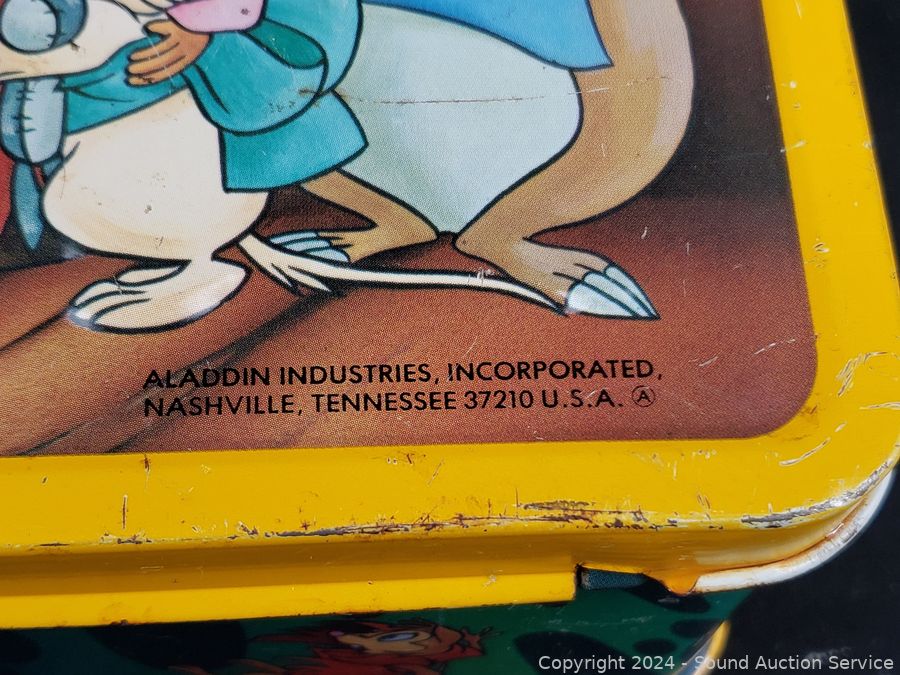 ALADDIN INDUSTRIES, INCORPORATED,
NASHVILLE, TENNESSEE 37210 U.S.A. Ⓐ
Copyright 2024 - Sound Auction Service